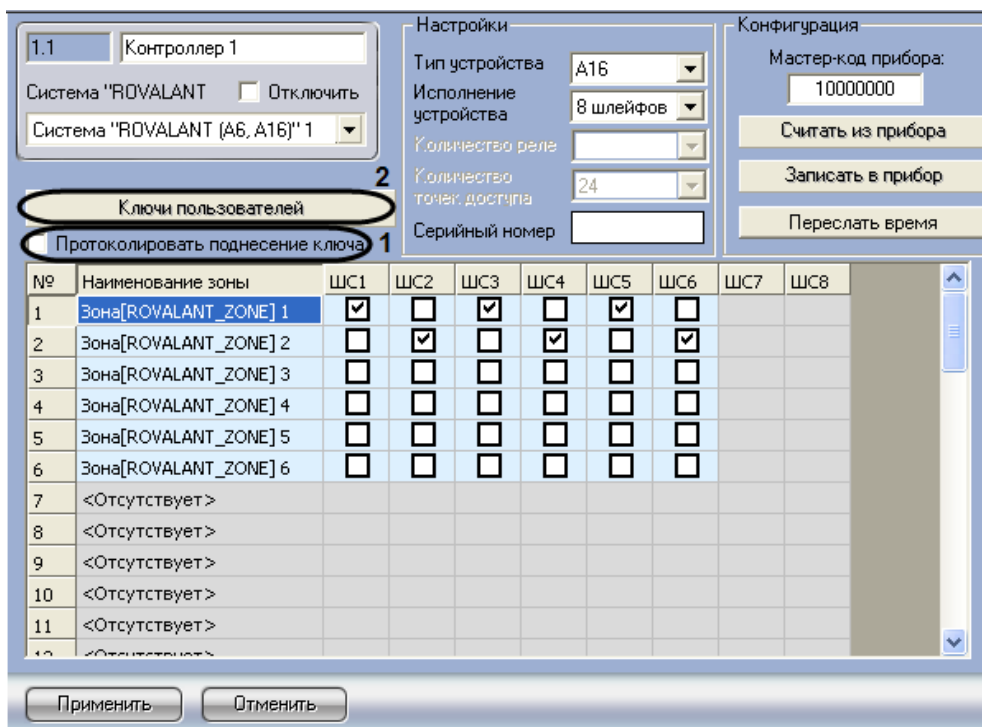 1.1 Контроллер 1
Система "ROVALANT Отключить
Система "ROVALANT (A6, A16)" 1
2
Ключи пользователей
Протоколировать поднесение ключа 1
Настройки
Тип устройства A16
Исполнение устройства 8 шлейфов
Количество реле
Количество точек доступа 24
Серийный номер
Конфигурация
Мастер-код прибора:
10000000
Считать из прибора
Записать в прибор
Переслать время
№ Наименование зоны ШС1 ШС2 ШС3 ШС4 ШС5 ШС6 ШС7 ШС8
1 Зона[ROVALANT_ZONE] 1
2 Зона[ROVALANT_ZONE] 2
3 Зона[ROVALANT_ZONE] 3
4 Зона[ROVALANT_ZONE] 4
5 Зона[ROVALANT_ZONE] 5
6 Зона[ROVALANT_ZONE] 6
7 <Отсутствует>
8 <Отсутствует>
9 <Отсутствует>
10 <Отсутствует>
11 <Отсутствует>
Применить Отменить